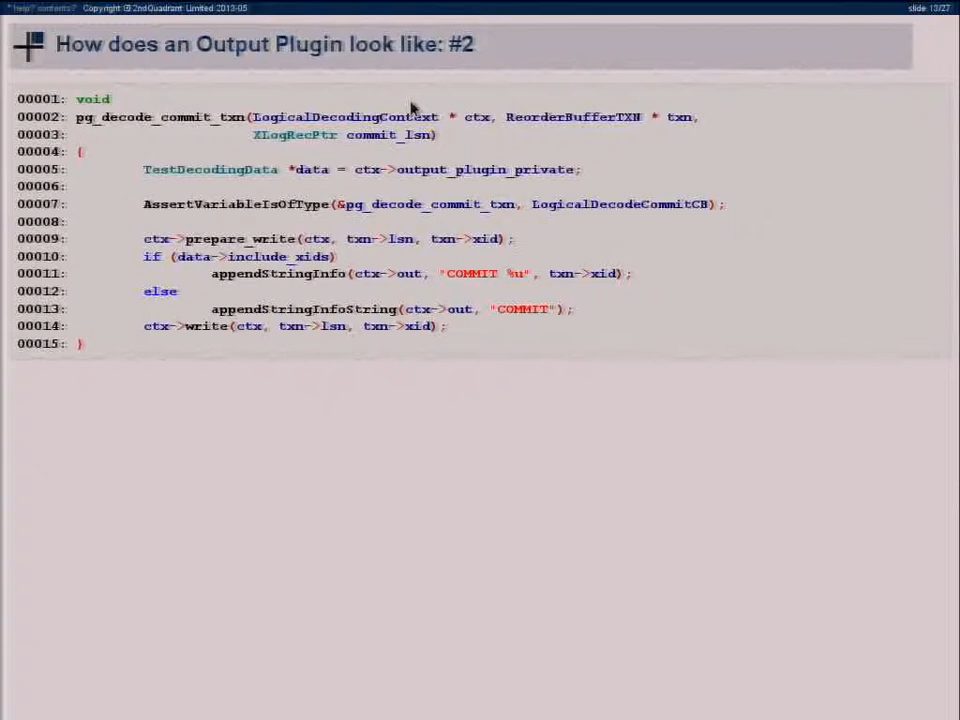 * help? contents? Copyright © 2ndQuadrant Limited 2013-05 slide 13/27
How does an Output Plugin look like: #2
00001: void
00002: pg_decode_commit_txn(LogicalDecodingContext * ctx, ReorderBufferTXN * txn,
00003: XLogRecPtr commit_lsn)
00004: {
00005: TestDecodingData *data = ctx->output_plugin_private;
00006:
00007: AssertVariableIsOfType(&pg_decode_commit_txn, LogicalDecodeCommitCB);
00008:
00009: ctx->prepare_write(ctx, txn->lsn, txn->xid);
00010: if (data->include_xids)
00011: appendStringInfo(ctx->out, "COMMIT %u", txn->xid);
00012: else
00013: appendStringInfoString(ctx->out, "COMMIT");
00014: ctx->write(ctx, txn->lsn, txn->xid);
00015: }